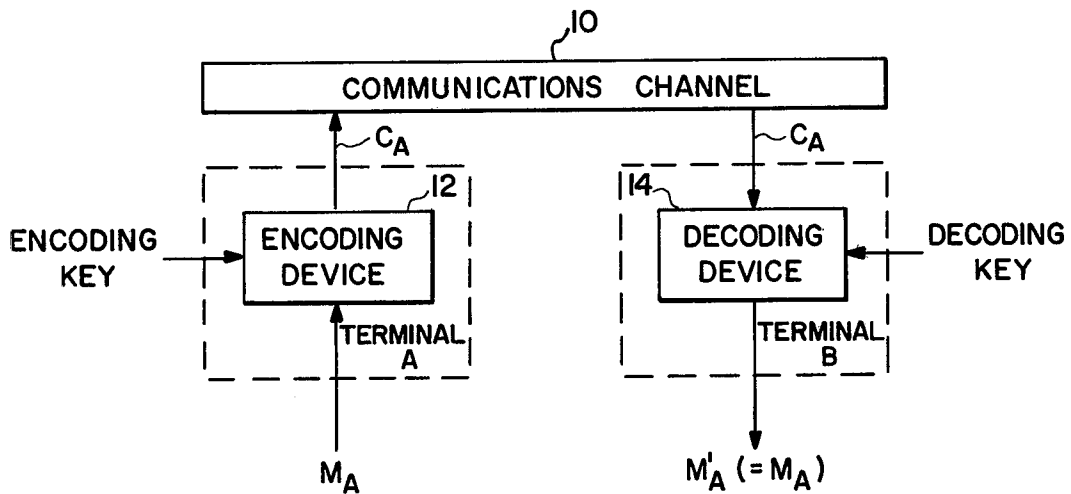 10
COMMUNICATIONS CHANNEL
C_A
C_A
12
14
ENCODING
KEY
ENCODING
DEVICE
DECODING
DEVICE
DECODING
KEY
TERMINAL
A
TERMINAL
B
M_A
M'_A (= M_A)